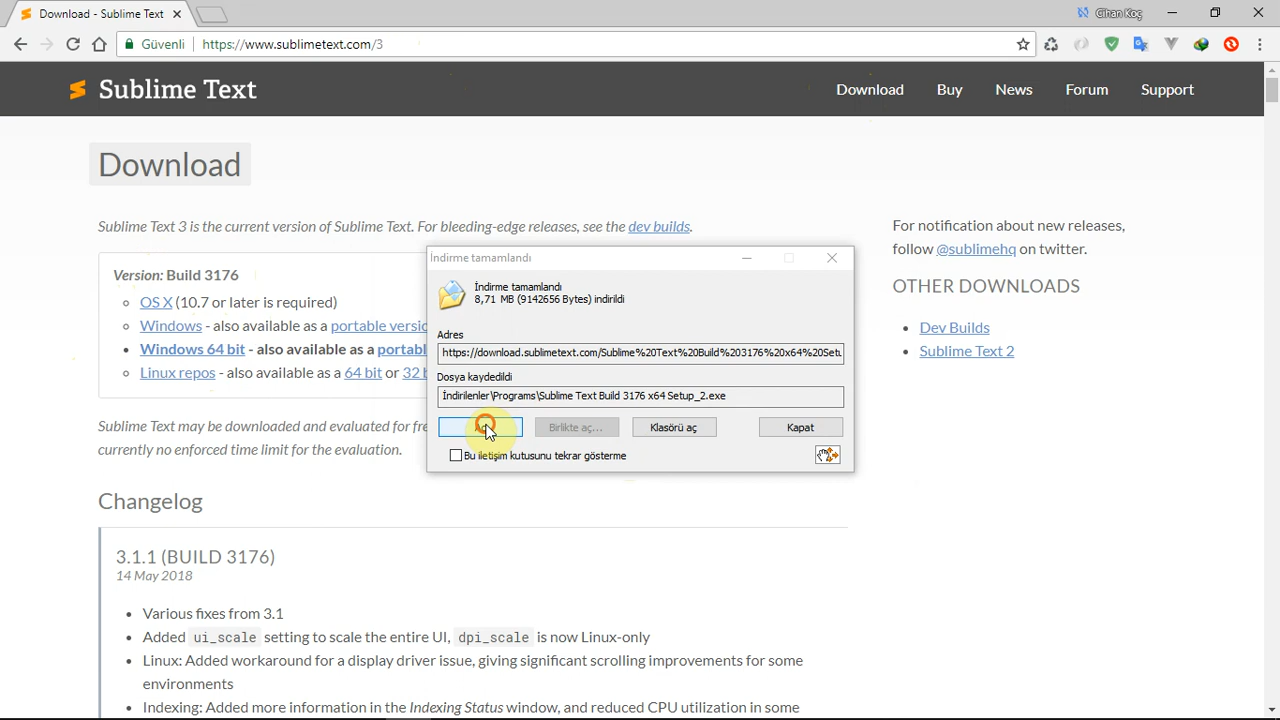 Download - Sublime Text
Cihan Koç
Güvenli
https://www.sublimetext.com/3
Sublime Text
Download
Buy
News
Forum
Support
Download
Sublime Text 3 is the current version of Sublime Text. For bleeding-edge releases, see the dev builds.
For notification about new releases,
follow @sublimehq on twitter.
Version: Build 3176
OS X (10.7 or later is required)
Windows - also available as a portable versio
Windows 64 bit - also available as a portabl
Linux repos - also available as a 64 bit or 32 b
OTHER DOWNLOADS
Dev Builds
Sublime Text 2
Sublime Text may be downloaded and evaluated for fre
currently no enforced time limit for the evaluation.
İndirme tamamlandı
İndirme tamamlandı
8,71 MB (9142656 Bytes) indirildi
Adres
https://download.sublimetext.com/Sublime%20Text%20Build%203176%20x64%20Setu
Dosya kaydedildi
İndirilenler\Programs\Sublime Text Build 3176 x64 Setup_2.exe
Birlikte aç...
Klasörü aç
Kapat
Bu iletişim kutusunu tekrar gösterme
Changelog
3.1.1 (BUILD 3176)
14 May 2018
Various fixes from 3.1
Added ui_scale setting to scale the entire UI, dpi_scale is now Linux-only
Linux: Added workaround for a display driver issue, giving significant scrolling improvements for some
environments
Indexing: Added more information in the Indexing Status window, and reduced CPU utilization in some